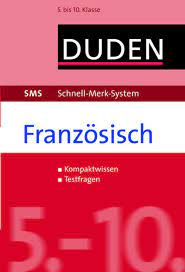 5. bis 10. Klasse
DUDEN
SMS Schnell-Merk-System
Französisch
Kompaktwissen
Testfragen
5.–10.